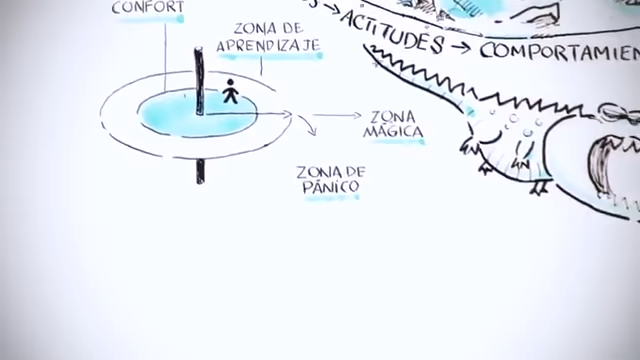 CONFORT
ZONA DE
APRENDIZAJE
S → ACTITUDES → COMPORTAMIEN
ZONA
MÁGICA
ZONA DE
PÁNICO